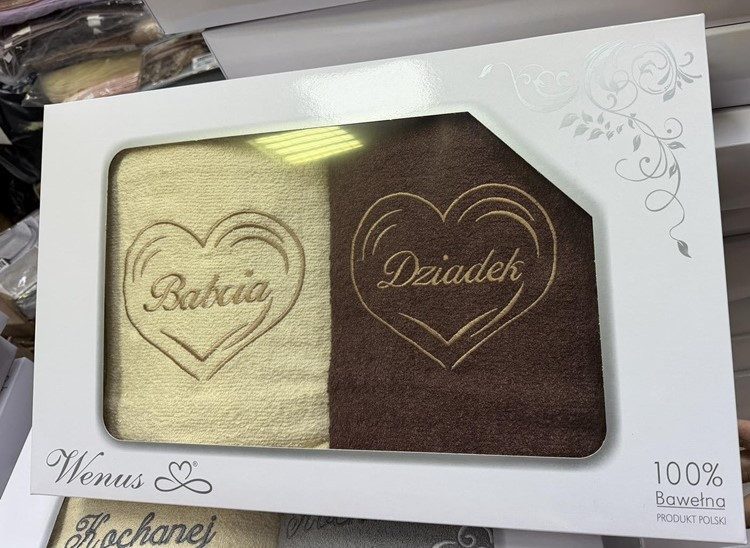 Babcia
Dziadek
Wenus
100%
Bawełna
PRODUKT POLSKI
Kochanej